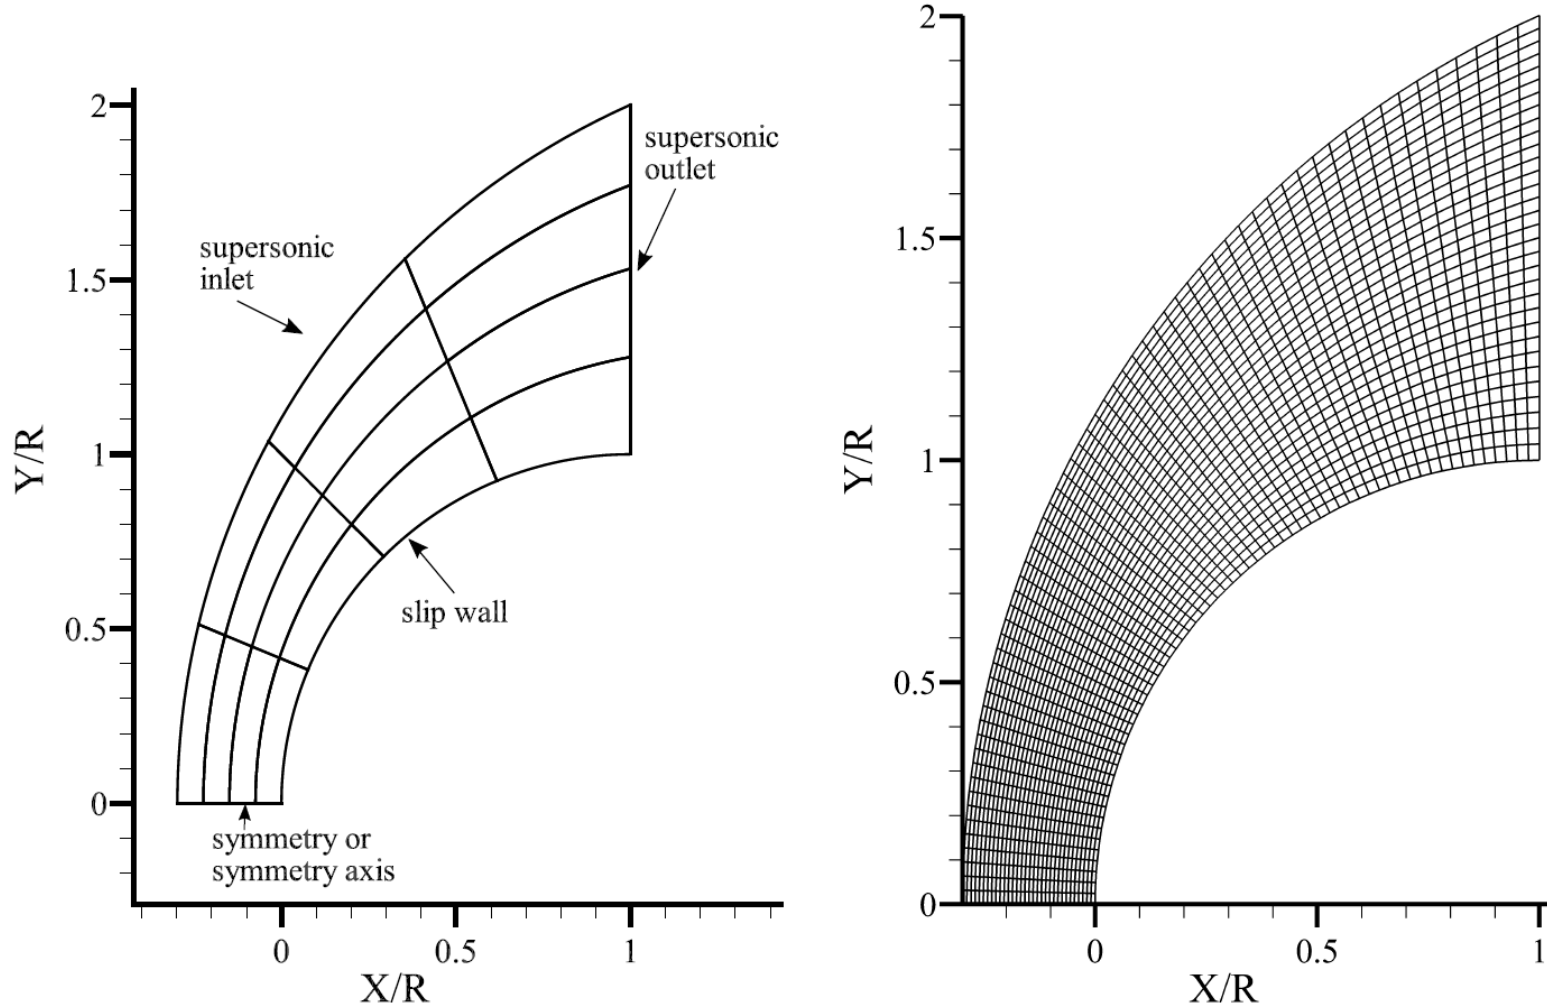 2
1.5
1
0.5
0
Y/R
supersonic
inlet
supersonic
outlet
slip wall
symmetry or
symmetry axis
0
0.5
1
X/R
2
1.5
1
0.5
0
Y/R
0
0.5
1
X/R